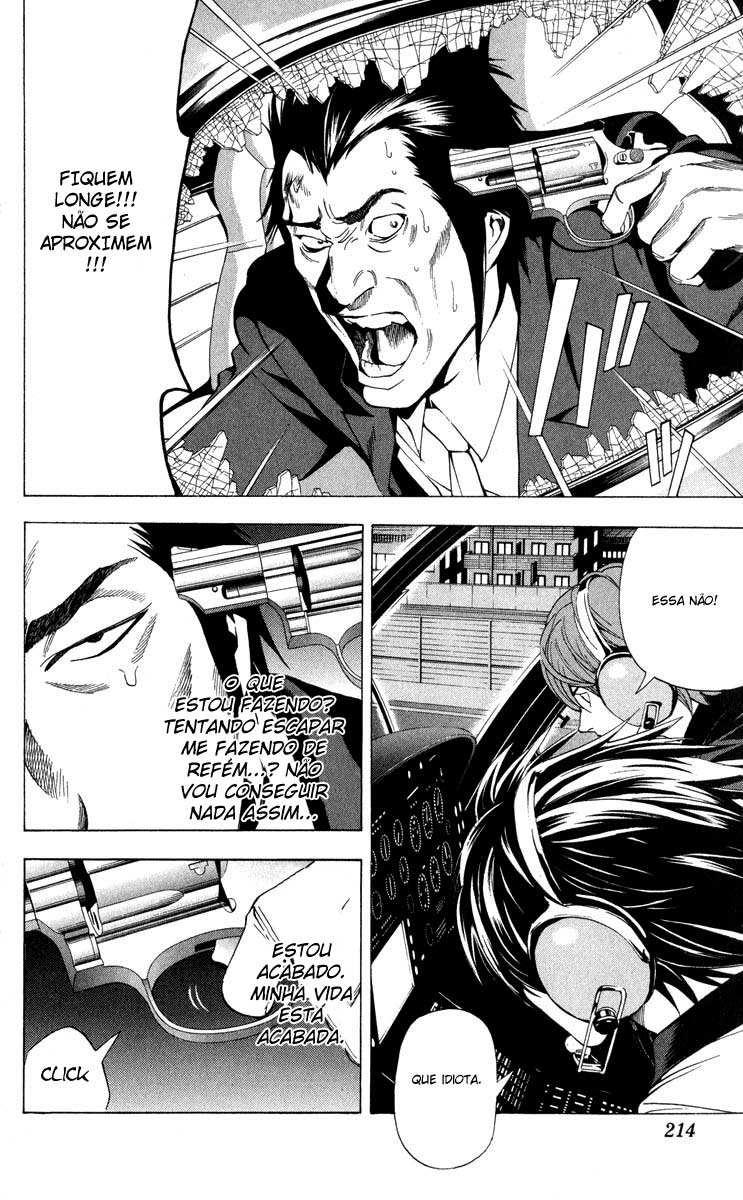 FIQUEM
LONGE!!!
NÃO SE
APROXIMEM
!!!
ESSA NÃO!
QUE IDIOTA.
O QUE
ESTOU FAZENDO?
TENTANDO ESCAPAR
ME FAZENDO DE
REFÉM...? NÃO
VOU CONSEGUIR
NADA ASSIM...
ESTOU
ACABADO.
MINHA VIDA
ESTÁ
ACABADA.
CLICK
214